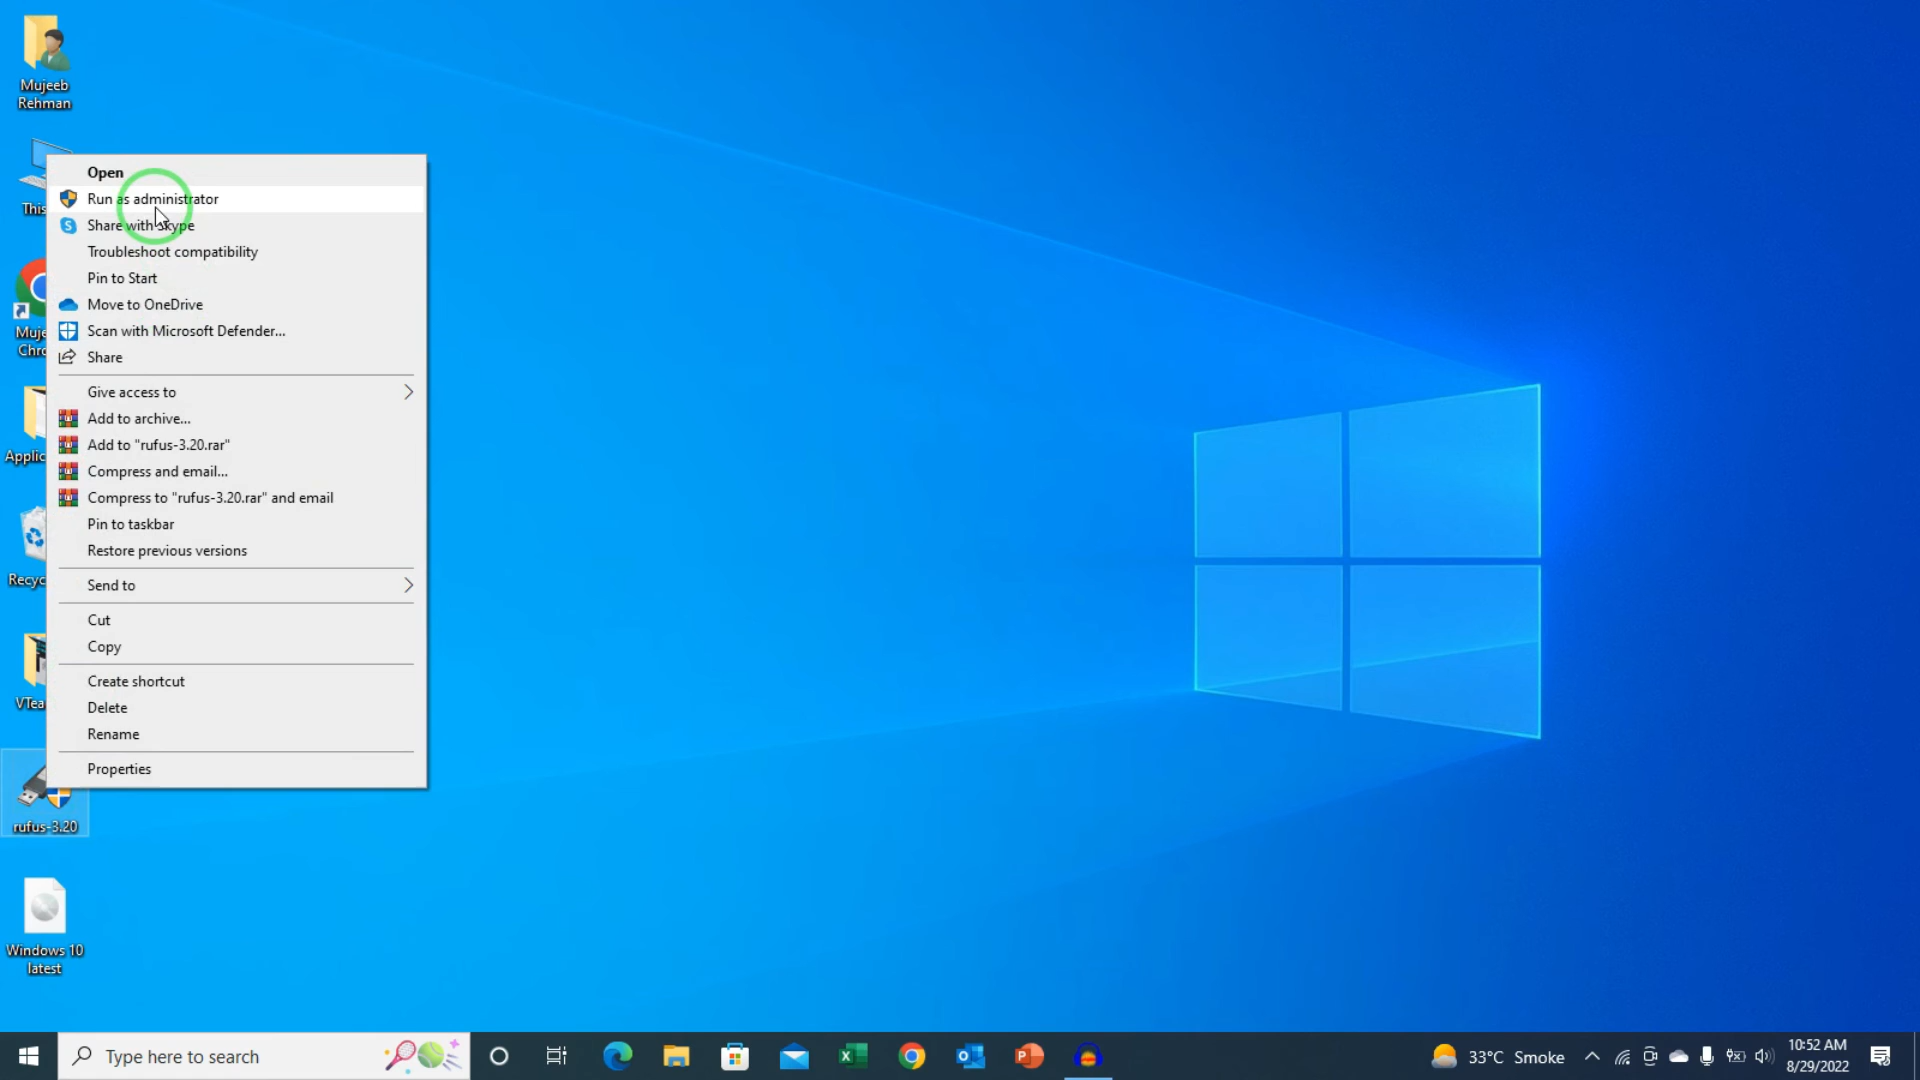 Mujeeb
Rehman
This
Muje
Chro
Applic
Recyc
VTea
rufus-3.20
Windows 10
latest
Open
Run as administrator
Share with Skype
Troubleshoot compatibility
Pin to Start
Move to OneDrive
Scan with Microsoft Defender...
Share
Give access to
Add to archive...
Add to "rufus-3.20.rar"
Compress and email...
Compress to "rufus-3.20.rar" and email
Pin to taskbar
Restore previous versions
Send to
Cut
Copy
Create shortcut
Delete
Rename
Properties
Type here to search
33°C Smoke
10:52 AM
8/29/2022